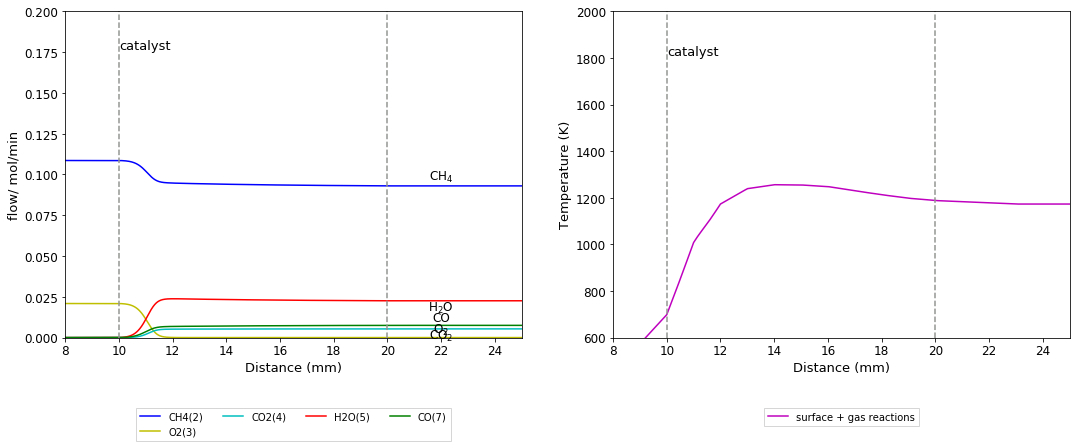 0.200
0.175
0.150
0.125
0.100
0.075
0.050
0.025
0.000
flow/ mol/min
catalyst
CH₄
H₂O
CO
O₂
CO₂
8 10 12 14 16 18 20 22 24
Distance (mm)
CH4(2) CO2(4) H2O(5) CO(7)
O2(3)
2000
1800
1600
1400
1200
1000
800
600
Temperature (K)
catalyst
8 10 12 14 16 18 20 22 24
Distance (mm)
surface + gas reactions